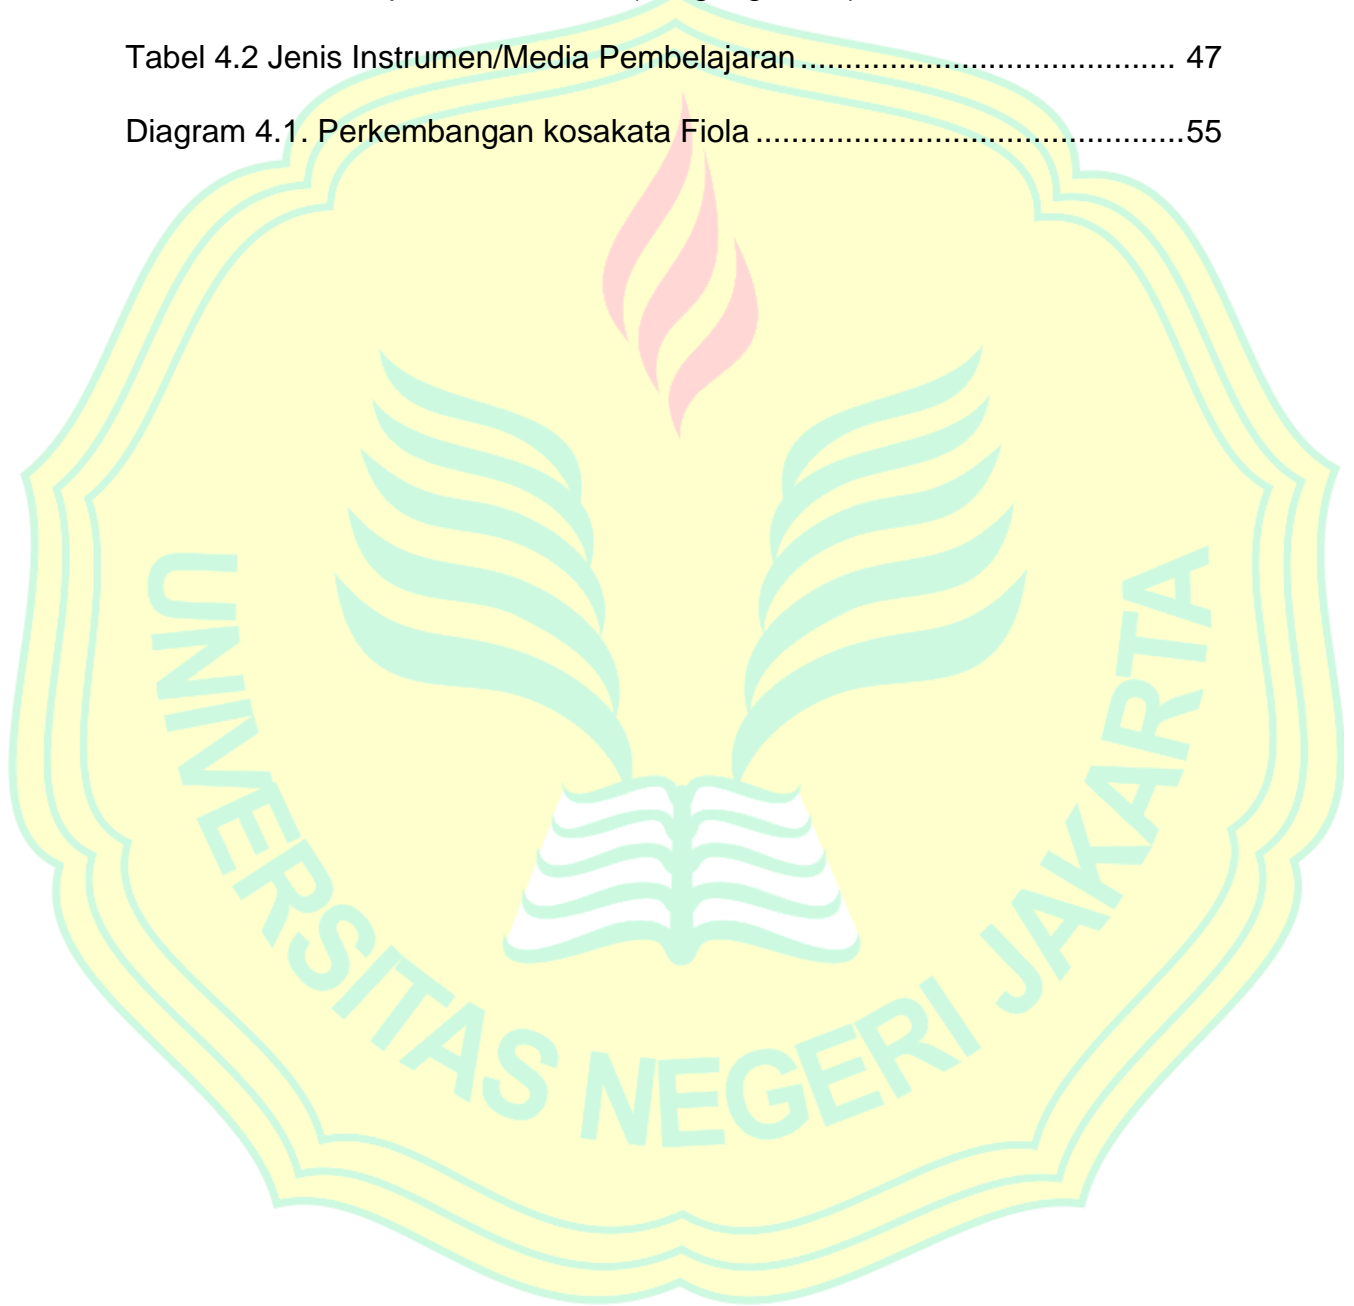 Tabel 4.2 Jenis Instrumen/Media Pembelajaran .......................................... 47
Diagram 4.1. Perkembangan kosakata Fiola ................................................55
UNIVERSITAS NEGERI JAKARTA